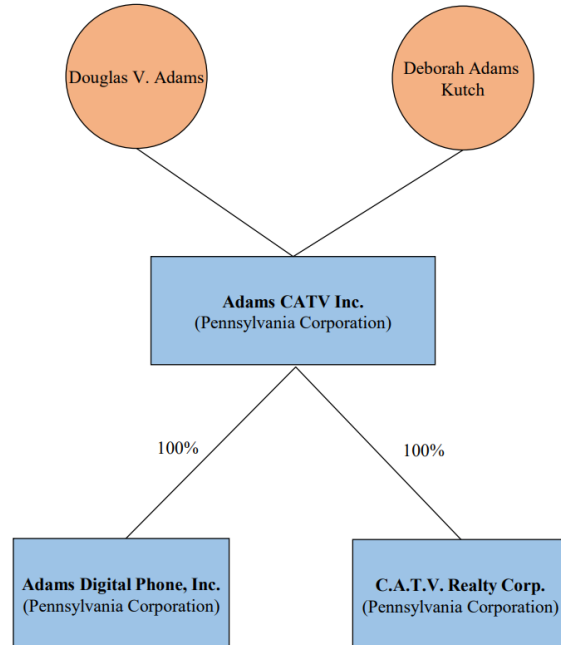 Douglas V. Adams
Deborah Adams
Kutch
Adams CATV Inc.
(Pennsylvania Corporation)
100%
100%
Adams Digital Phone, Inc.
(Pennsylvania Corporation)
C.A.T.V. Realty Corp.
(Pennsylvania Corporation)